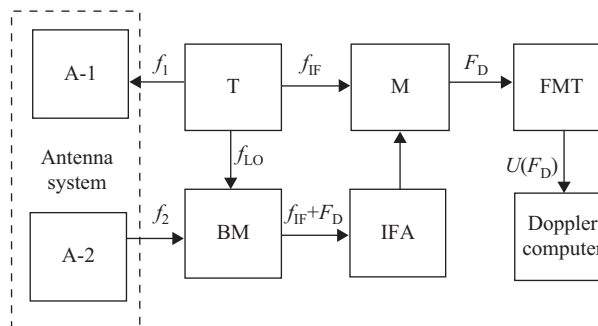 A-1
f1
T
fIF
M
FD
FMT
Antenna
system
fLO
U(FD)
A-2
f2
BM
fIF+FD
IFA
Doppler
computer